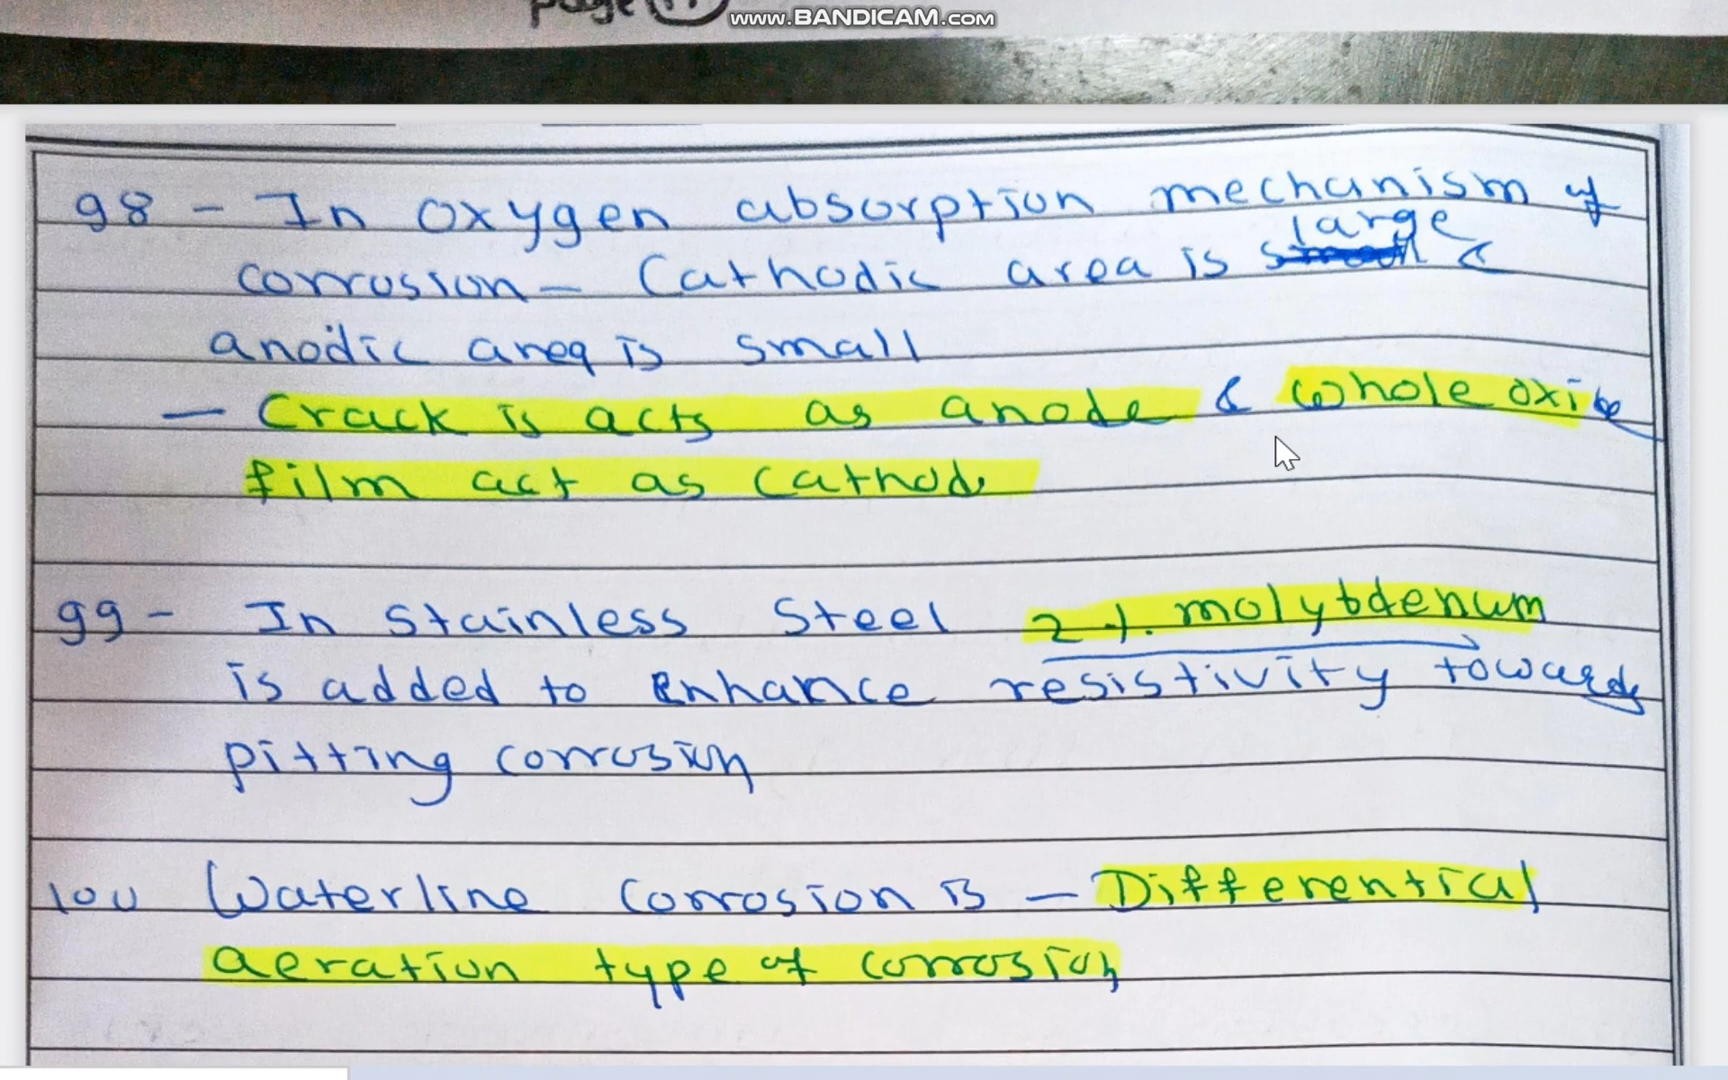 page 17
WWW.BANDICAM.COM
98 - In oxygen absorption mechanism of
large
corrosion - Cathodic area is small &
anodic area is small
- Crack is acts as anode & whole oxide
film act as cathode
99 - In stainless steel 2%. molybdenum
is added to enhance resistivity towards
pitting corrosion
100 Waterline corrosion is - Differential
aeration type of corrosion